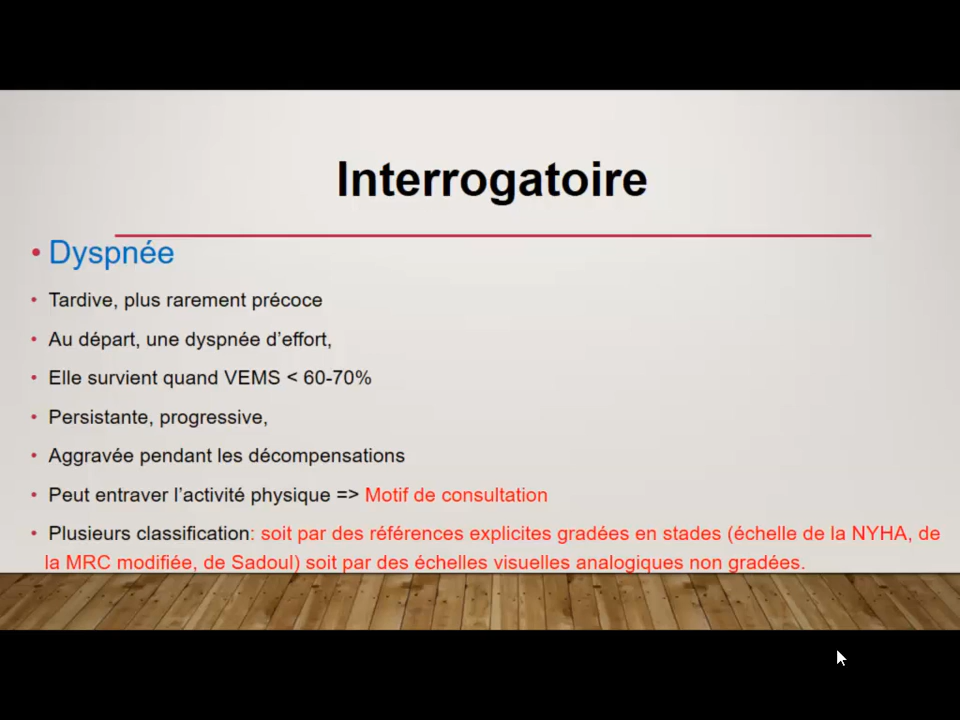 Interrogatoire
• Dyspnée
• Tardive, plus rarement précoce
• Au départ, une dyspnée d'effort,
• Elle survient quand VEMS < 60-70%
• Persistante, progressive,
• Aggravée pendant les décompensations
• Peut entraver l'activité physique => Motif de consultation
• Plusieurs classification: soit par des références explicites gradées en stades (échelle de la NYHA, de
la MRC modifiée, de Sadoul) soit par des échelles visuelles analogiques non gradées.